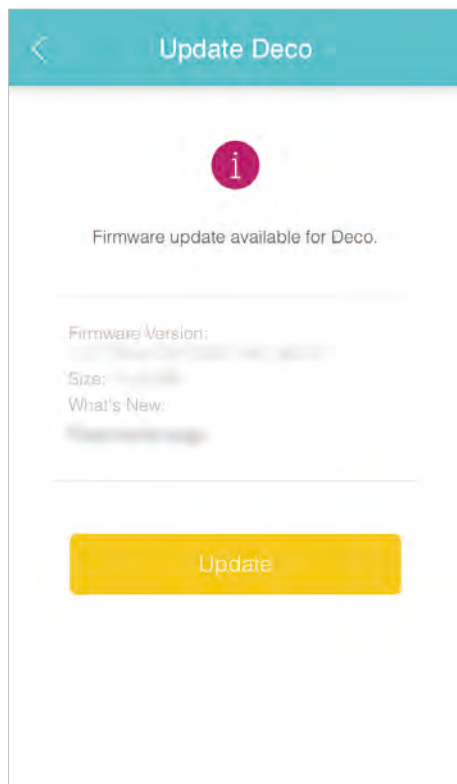 Update Deco
i
Firmware update available for Deco.
Firmware Version:
Size:
What's New:
Update